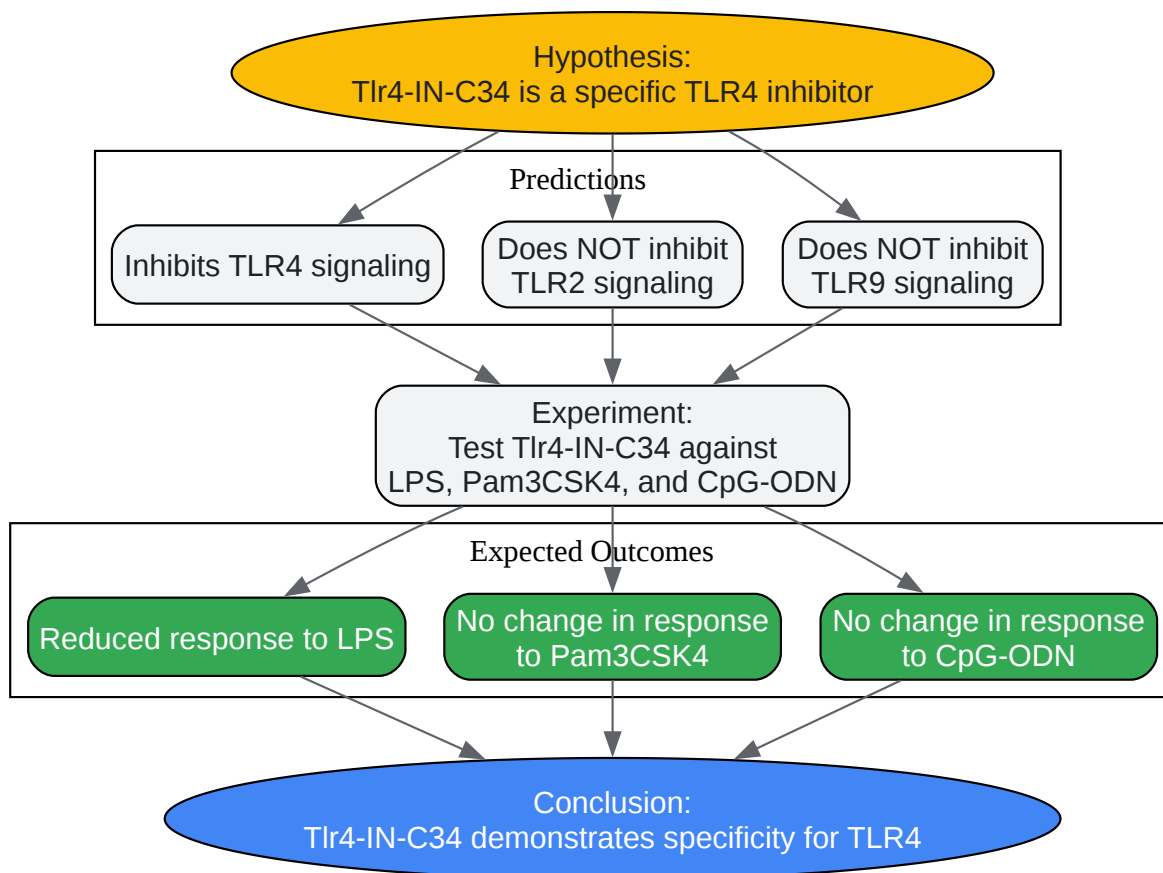 Hypothesis:
Tlr4-IN-C34 is a specific TLR4 inhibitor
Predictions
Inhibits TLR4 signaling
Does NOT inhibit
TLR2 signaling
Does NOT inhibit
TLR9 signaling
Experiment:
Test Tlr4-IN-C34 against
LPS, Pam3CSK4, and CpG-ODN
Expected Outcomes
Reduced response to LPS
No change in response
to Pam3CSK4
No change in response
to CpG-ODN
Conclusion:
Tlr4-IN-C34 demonstrates specificity for TLR4